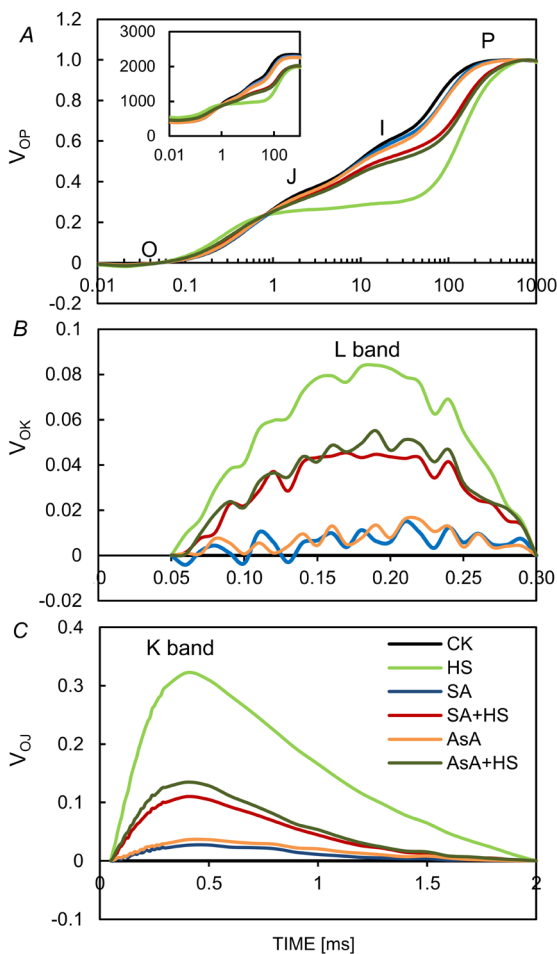 A
1.2
1.0
0.8
0.6
0.4
0.2
0
-0.2
V_OP
3000
2000
1000
0
0.01 1 100
P
I
J
O
0.01 0.1 1 10 100 1000
B
0.1
0.08
0.06
0.04
0.02
0
-0.02
V_OK
L band
0 0.05 0.10 0.15 0.20 0.25 0.30
C
0.4
0.3
0.2
0.1
0
-0.1
V_OJ
K band
CK
HS
SA
SA+HS
AsA
AsA+HS
0 0.5 1 1.5 2
TIME [ms]